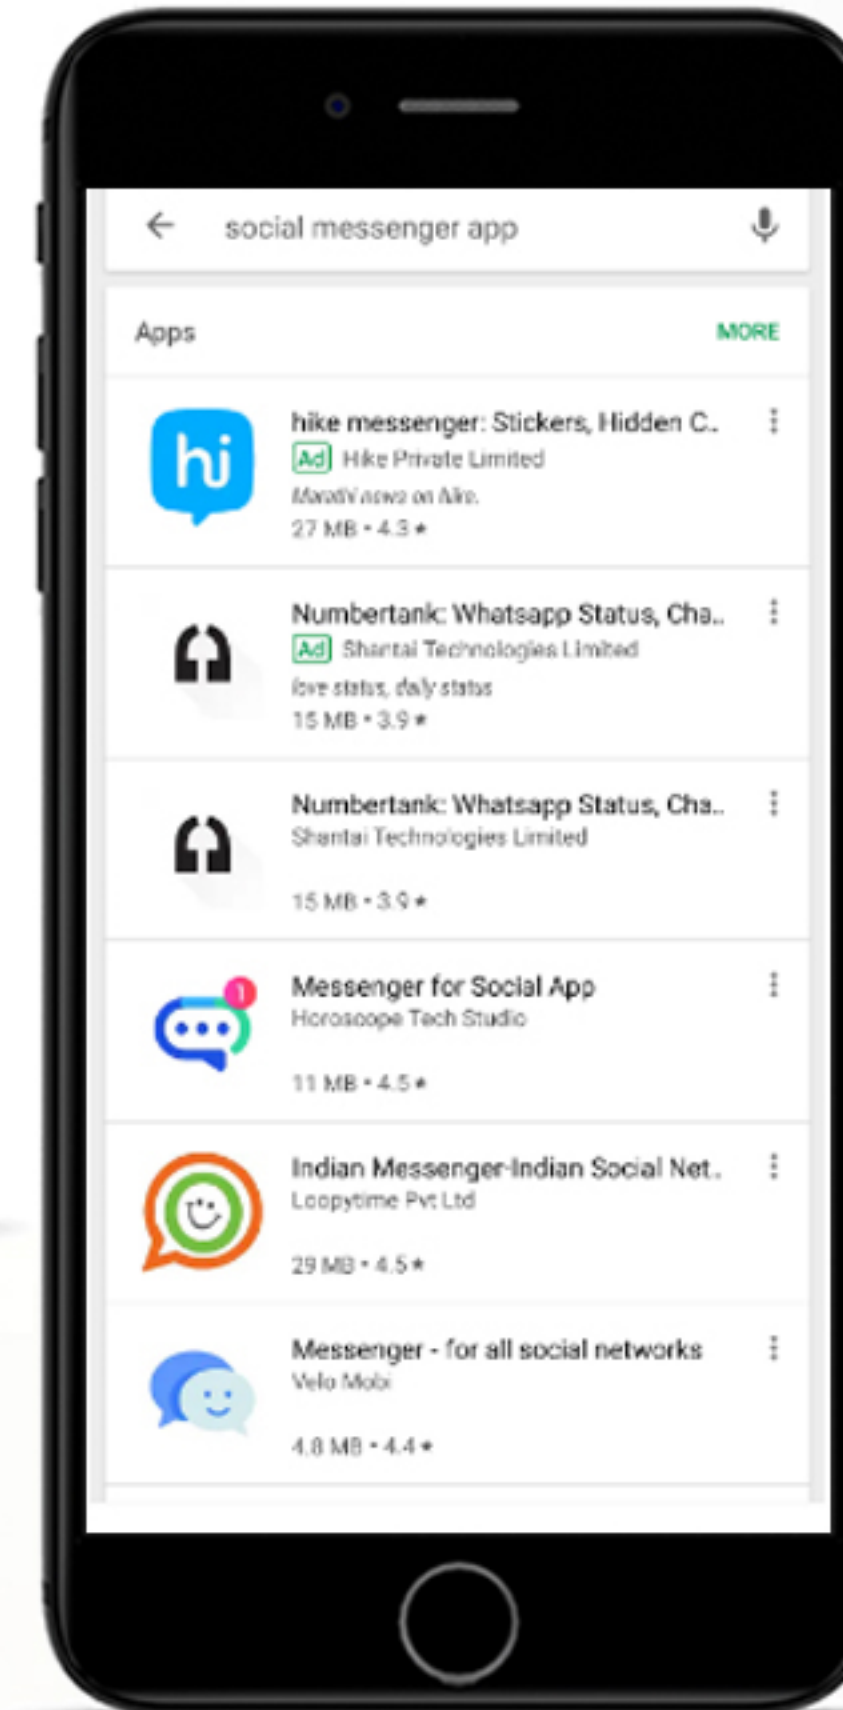 social messenger app
Apps MORE
hi
hike messenger: Stickers, Hidden C..
Ad Hike Private Limited
Marathi news on hike.
27 MB • 4.3 ★
Numbertank: Whatsapp Status, Cha..
Ad Shantai Technologies Limited
love status, daily status
15 MB • 3.9 ★
Numbertank: Whatsapp Status, Cha..
Shantai Technologies Limited
15 MB • 3.9 ★
1
Messenger for Social App
Horoscope Tech Studio
11 MB • 4.5 ★
Indian Messenger-Indian Social Net..
Loopytime Pvt Ltd
29 MB • 4.5 ★
Messenger - for all social networks
Velo Mobi
4.8 MB • 4.4 ★